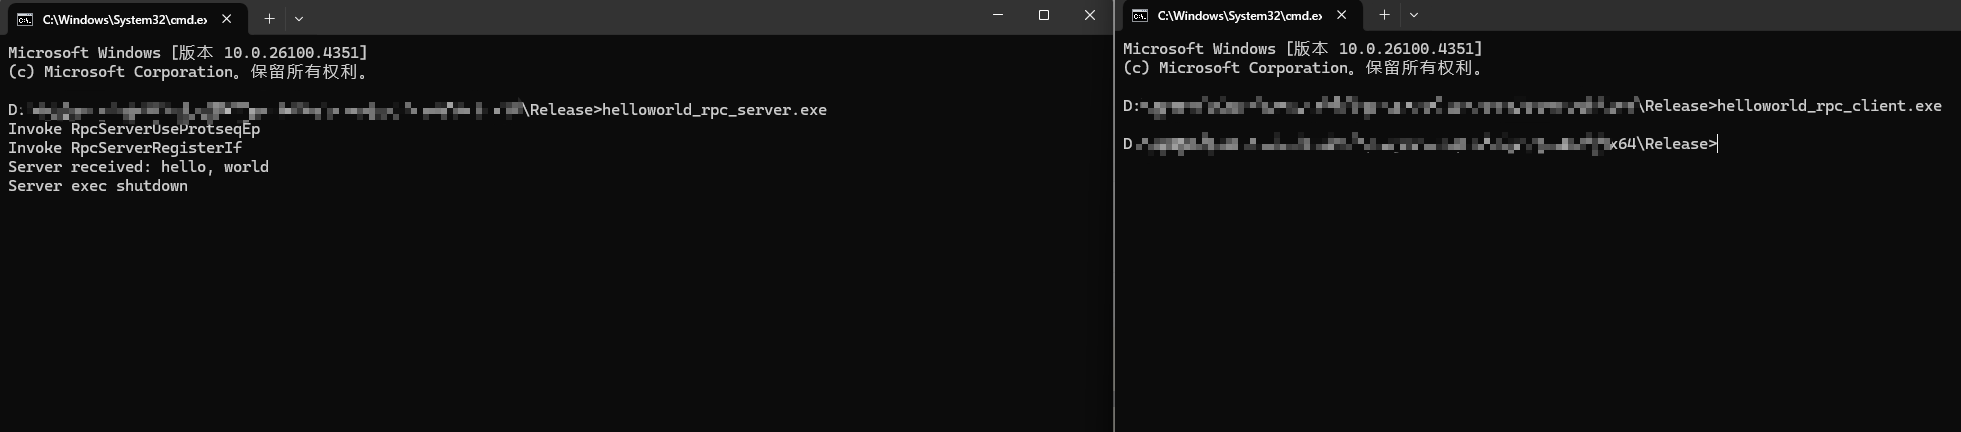 C:\Windows\System32\cmd.ex
Microsoft Windows [版本 10.0.26100.4351]
(c) Microsoft Corporation。保留所有权利。
D:\Release>helloworld_rpc_server.exe
Invoke RpcServerUseProtseqEp
Invoke RpcServerRegisterIf
Server received: hello, world
Server exec shutdown
C:\Windows\System32\cmd.ex
Microsoft Windows [版本 10.0.26100.4351]
(c) Microsoft Corporation。保留所有权利。
D:\Release>helloworld_rpc_client.exe
D x64\Release>